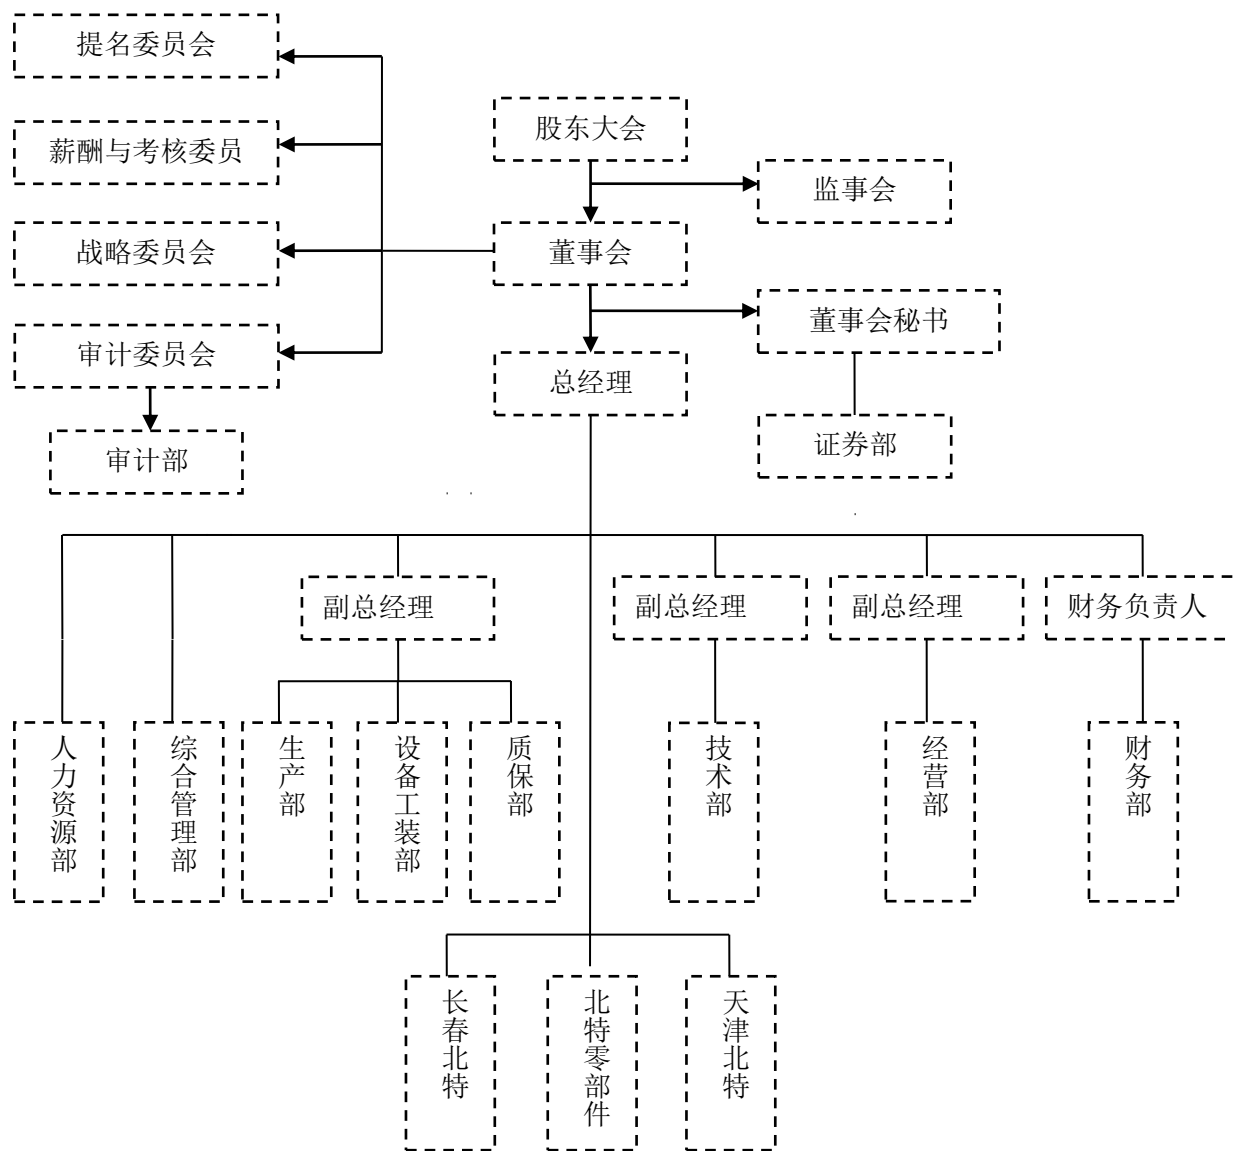 提名委员会
股东大会
薪酬与考核委员
监事会
战略委员会
董事会
董事会秘书
审计委员会
总经理
证券部
审计部
副总经理
副总经理
副总经理
财务负责人
人力资源部
综合管理部
生产部
设备工装部
质保部
技术部
经营部
财务部
长春北特
北特零部件
天津北特